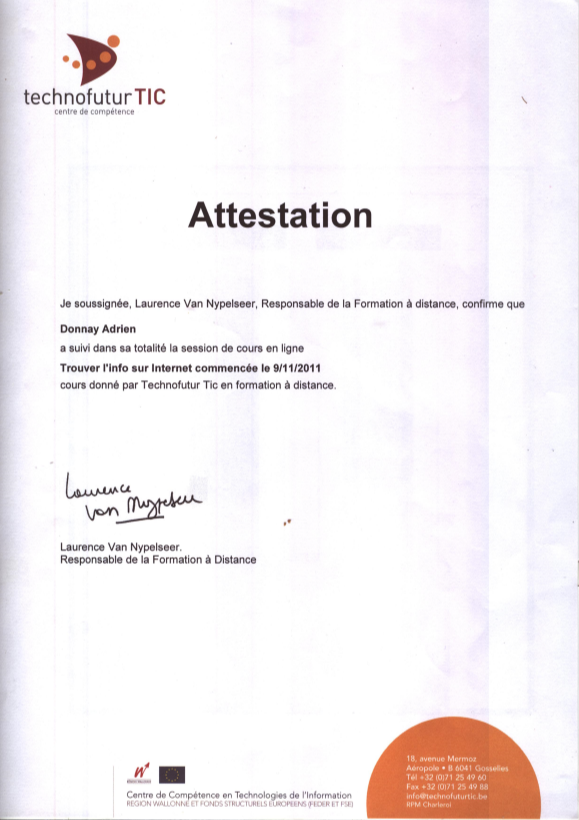 technofuturTIC
centre de compétence
Attestation
Je soussignée, Laurence Van Nypelseer, Responsable de la Formation à distance, confirme que
Donnay Adrien
a suivi dans sa totalité la session de cours en ligne
Trouver l'info sur Internet commencée le 9/11/2011
cours donné par Technofutur Tic en formation à distance.
Laurence
Van Nypelseer
Laurence Van Nypelseer.
Responsable de la Formation à Distance
Centre de Compétence en Technologies de l'Information
RÉGION WALLONNE ET FONDS STRUCTURELS EUROPÉENS (FEDER ET FSE)
18, avenue Mermoz
Aéropole • B 6041 Gosselies
Tél +32 (0)71 25 49 60
Fax +32 (0)71 25 49 88
info@technofuturtic.be
RPM Charleroi